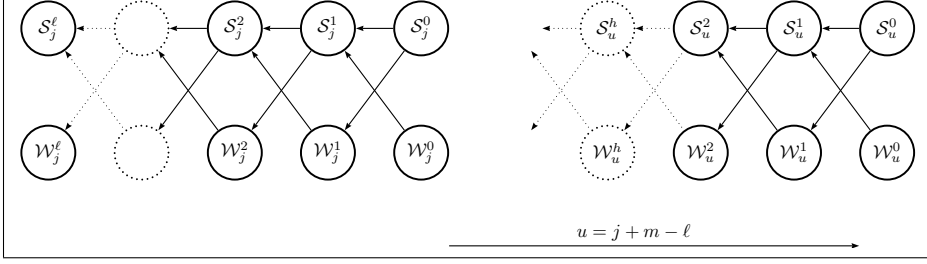 𝒮_j^ℓ 𝒮_j^2 𝒮_j^1 𝒮_j^0 𝒮_u^h 𝒮_u^2 𝒮_u^1 𝒮_u^0
𝒲_j^ℓ 𝒲_j^2 𝒲_j^1 𝒲_j^0 𝒲_u^h 𝒲_u^2 𝒲_u^1 𝒲_u^0
u = j + m − ℓ